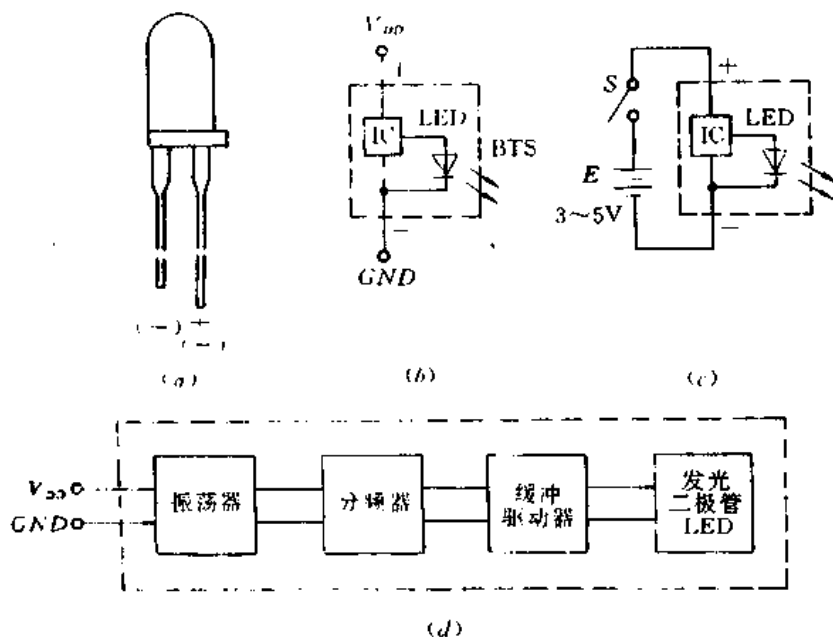 V_DD
+
IC
LED
BTS
−
GND
S
E
3～5V
+
IC
LED
−
(−)
+
(a)
(b)
(c)
V_DD
GND
振荡器
分频器
缓冲
驱动器
发光
二极管
LED
(d)